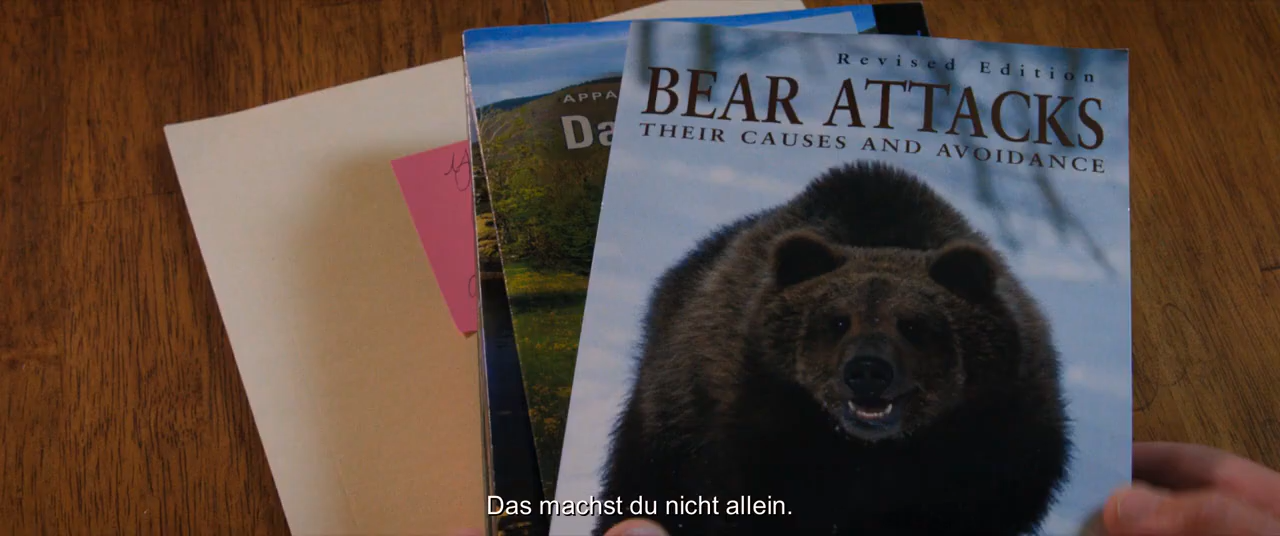 Revised Edition
BEAR ATTACKS
THEIR CAUSES AND AVOIDANCE
APPA
Da
Das machst du nicht allein.